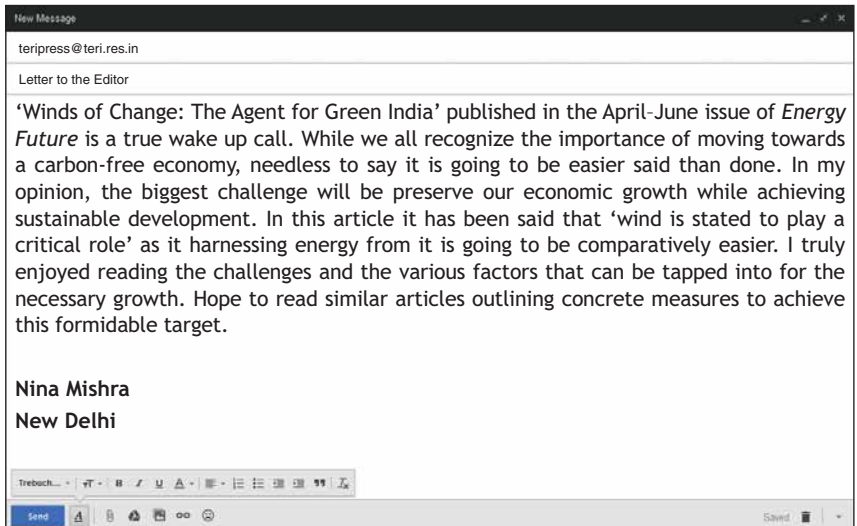 New Message
teripress@teri.res.in
Letter to the Editor
‘Winds of Change: The Agent for Green India’ published in the April–June issue of Energy
Future is a true wake up call. While we all recognize the importance of moving towards
a carbon-free economy, needless to say it is going to be easier said than done. In my
opinion, the biggest challenge will be preserve our economic growth while achieving
sustainable development. In this article it has been said that ‘wind is stated to play a
critical role’ as it harnessing energy from it is going to be comparatively easier. I truly
enjoyed reading the challenges and the various factors that can be tapped into for the
necessary growth. Hope to read similar articles outlining concrete measures to achieve
this formidable target.
Nina Mishra
New Delhi
Trebuch...
Send
Saved